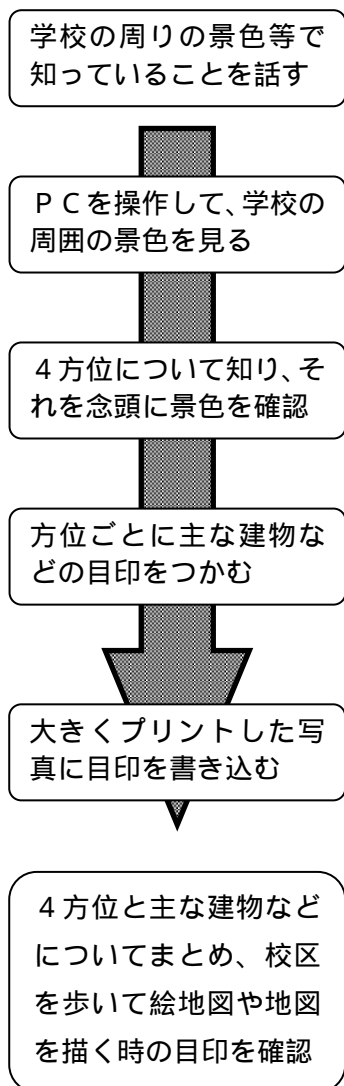 学校の周りの景色等で
知っていることを話す
ＰＣを操作して、学校の
周囲の景色を見る
４方位について知り、そ
れを念頭に景色を確認
方位ごとに主な建物な
どの目印をつかむ
大きくプリントした写
真に目印を書き込む
４方位と主な建物など
についてまとめ、校区
を歩いて絵地図や地図
を描く時の目印を確認